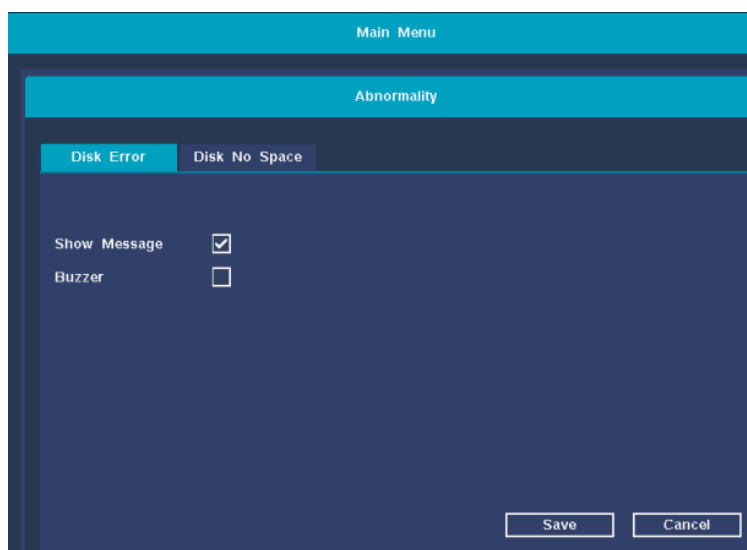 Main Menu
Abnormality
Disk Error Disk No Space
Show Message
Buzzer
Save Cancel